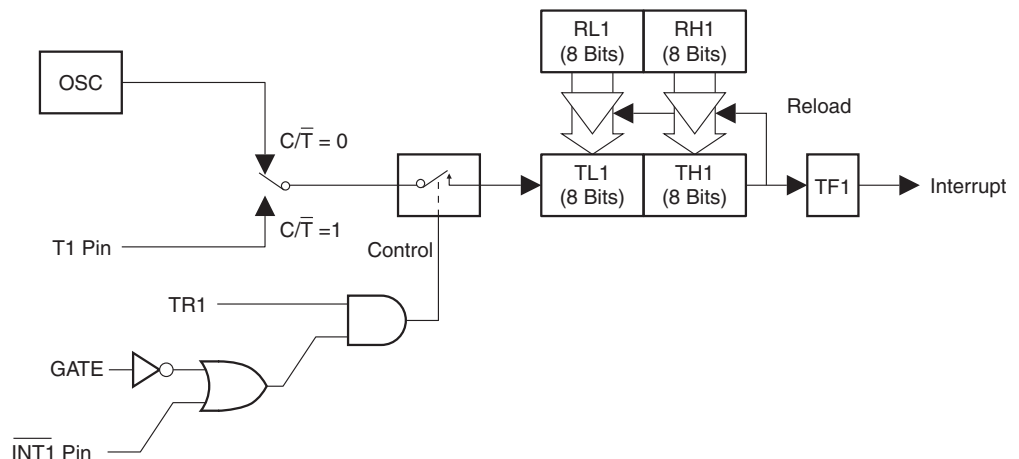 RL1
(8 Bits)
RH1
(8 Bits)
OSC
Reload
C/T̅ = 0
TL1
(8 Bits)
TH1
(8 Bits)
TF1
Interrupt
C/T̅ =1
T1 Pin
Control
TR1
GATE
I̅N̅T̅1̅ Pin